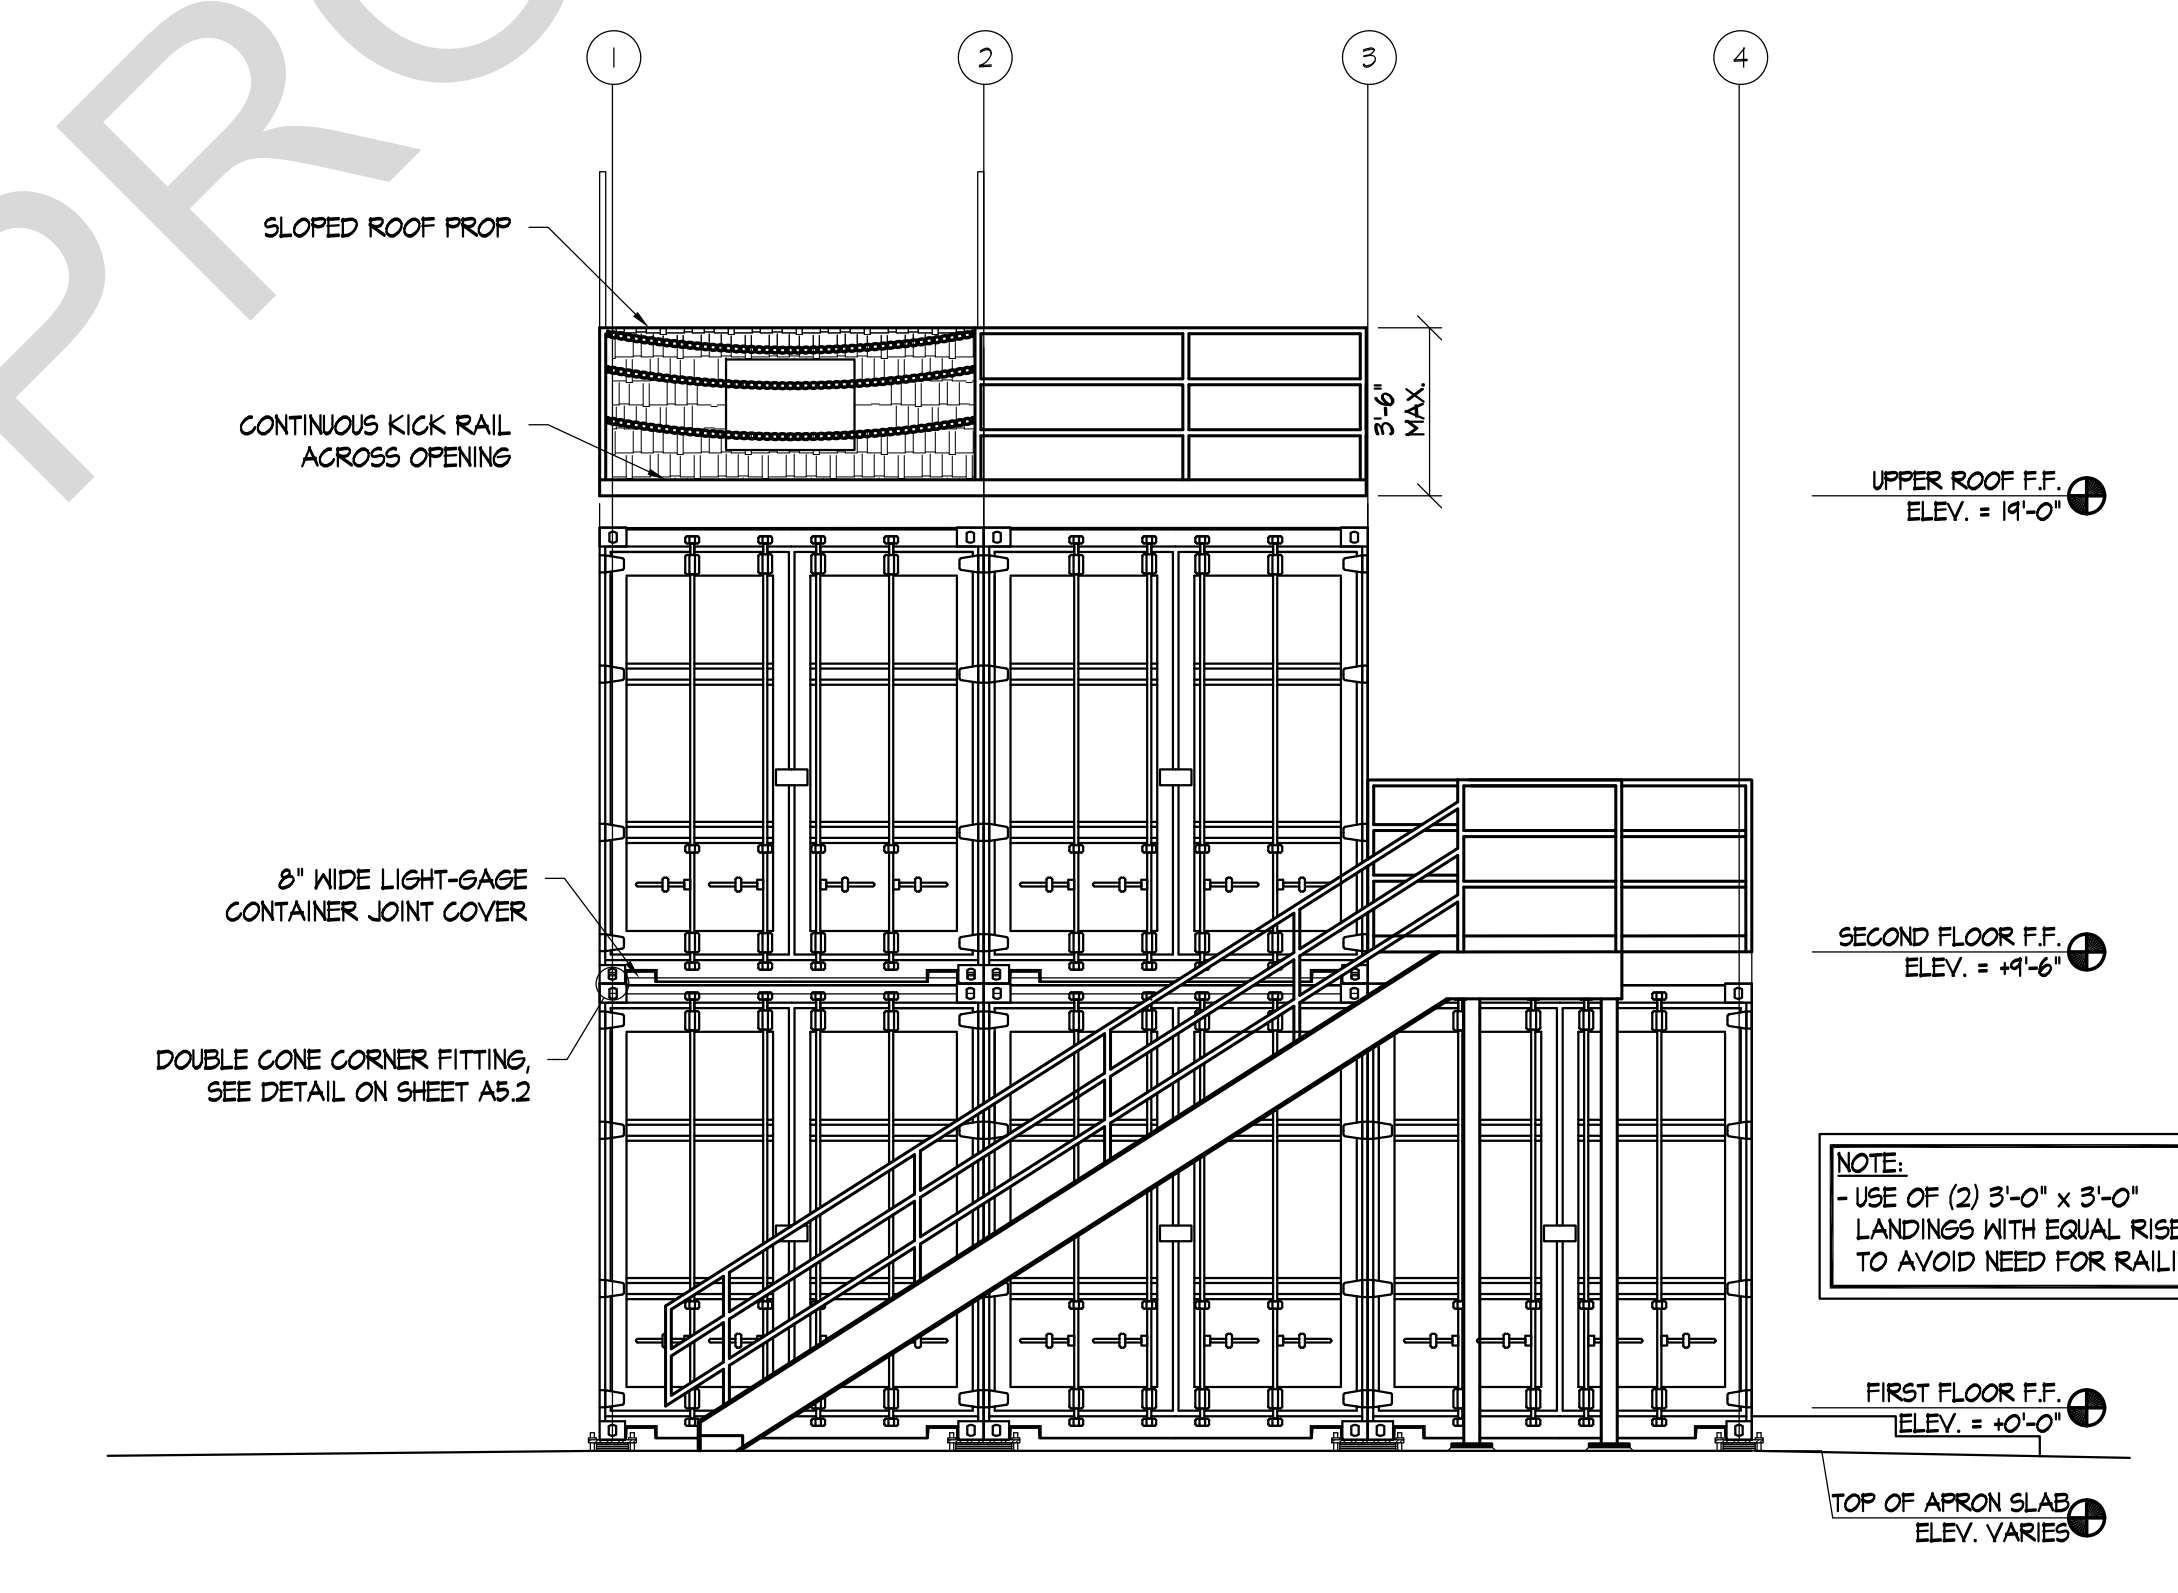 PRO
1 2 3 4
SLOPED ROOF PROP
CONTINUOUS KICK RAIL
ACROSS OPENING
3'-6"
MAX.
UPPER ROOF F.F.
ELEV. = 19'-0"
8" WIDE LIGHT-GAGE
CONTAINER JOINT COVER
SECOND FLOOR F.F.
ELEV. = +9'-6"
DOUBLE CONE CORNER FITTING,
SEE DETAIL ON SHEET A5.2
NOTE:
- USE OF (2) 3'-0" x 3'-0"
LANDINGS WITH EQUAL RISE
TO AVOID NEED FOR RAILI
FIRST FLOOR F.F.
ELEV. = +0'-0"
TOP OF APRON SLAB
ELEV. VARIES